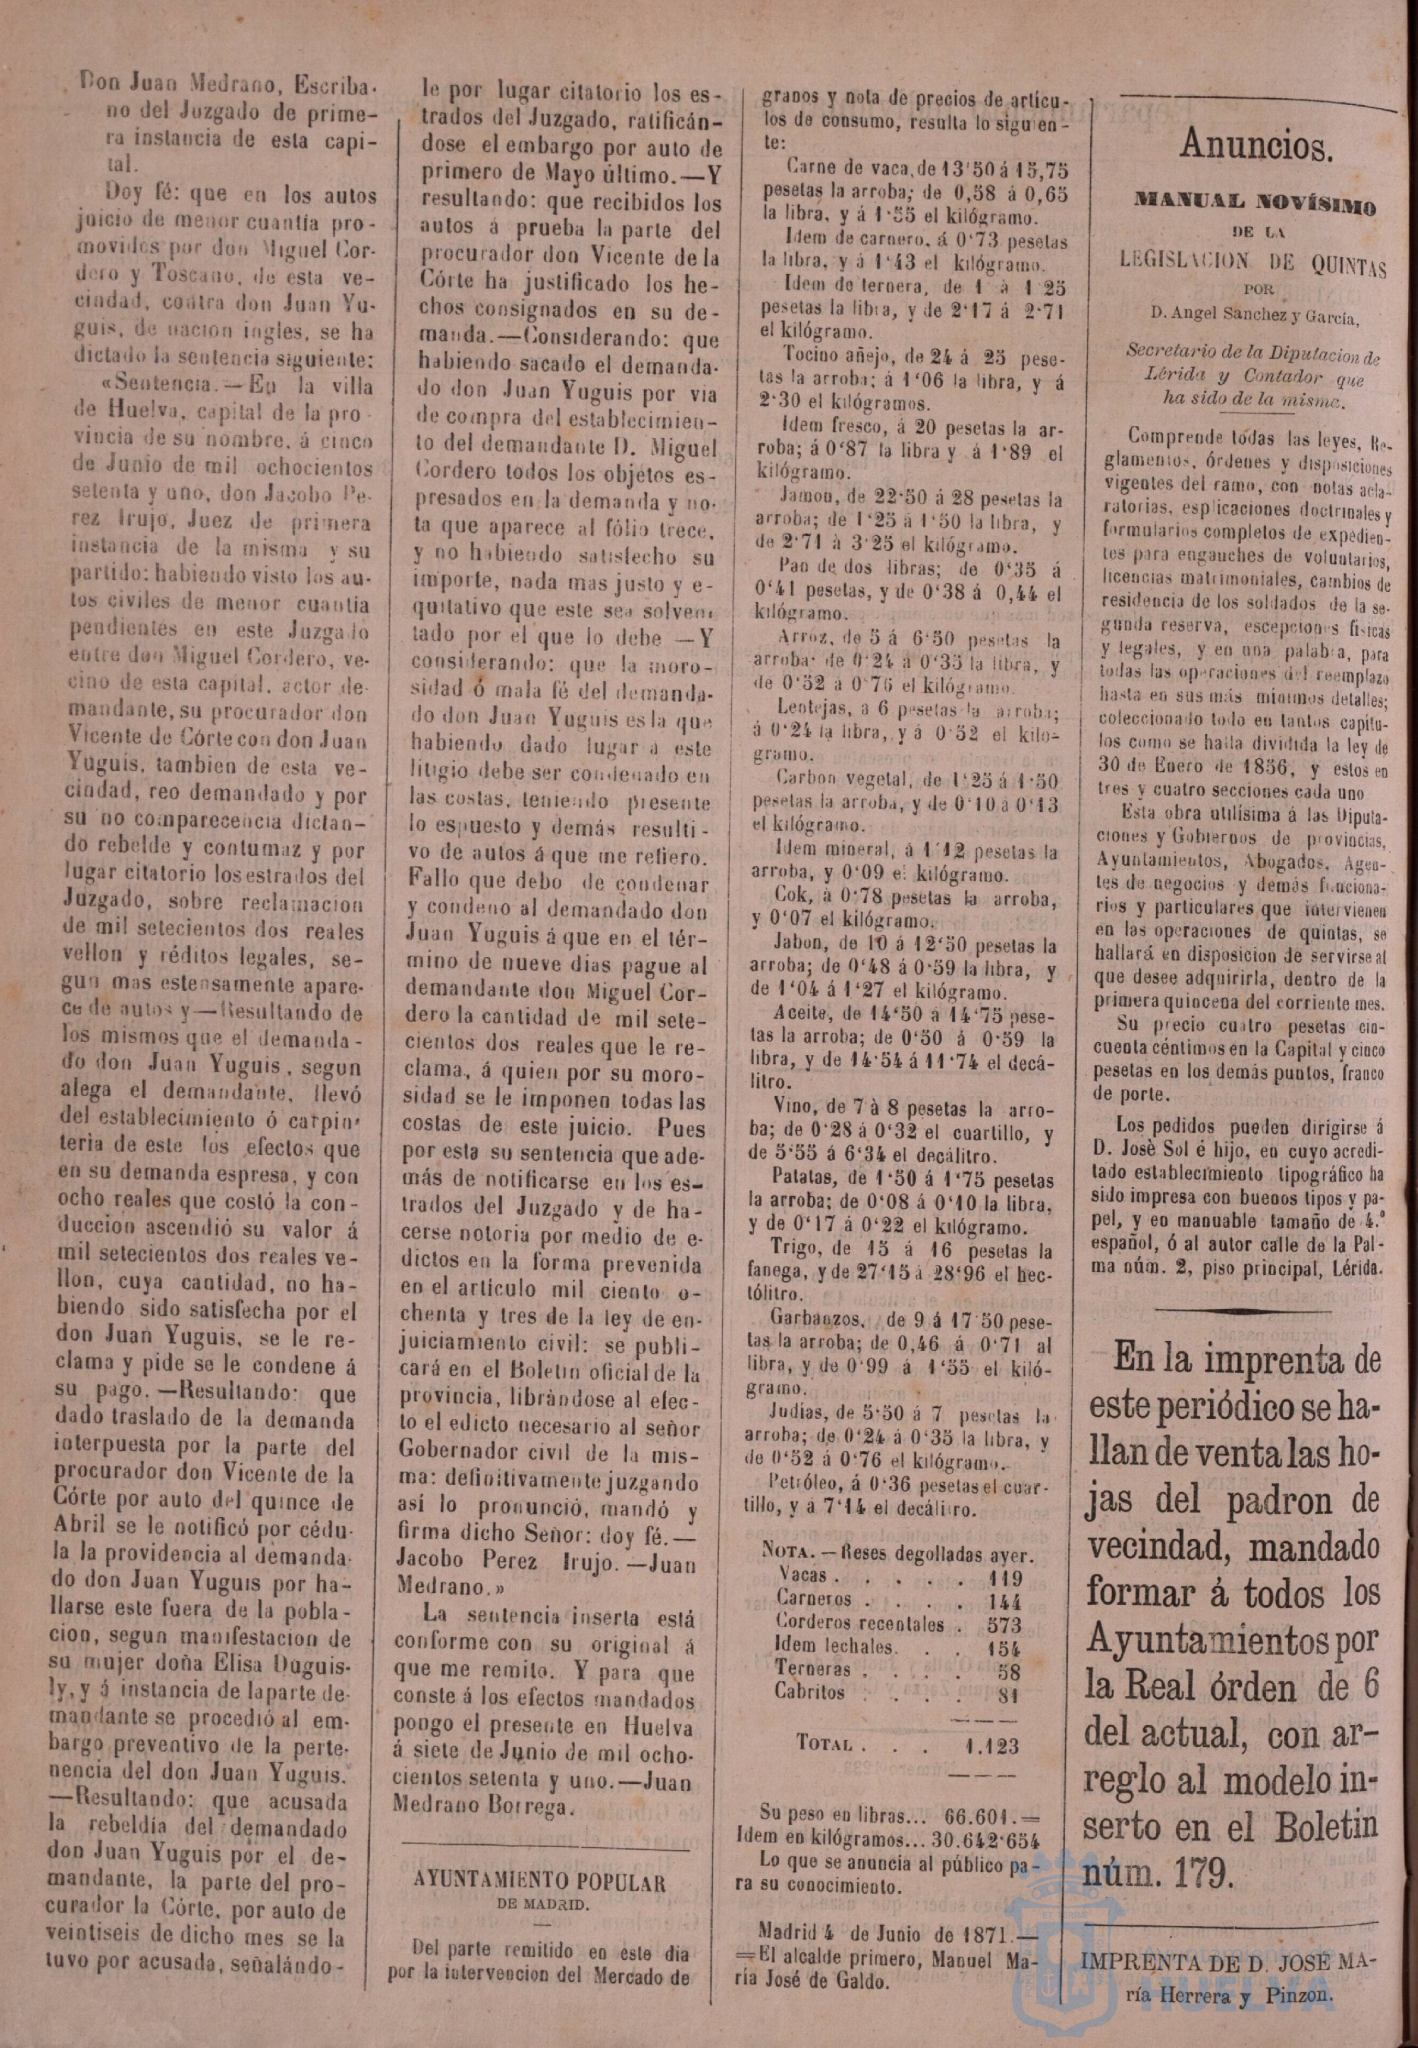 Don Juan Medrano, Escriba-
no del Juzgado de prime-
ra instancia de esta capi-
tal.
Doy fé: que en los autos
juicio de menor cuantía pro-
movidos por don Miguel Cor-
dero y Toscano, de esta ve-
cindad, contra don Juan Yu-
guis, de nacion ingles, se ha
dictado la sentencia siguiente:
«Sentencia.—En la villa
de Huelva, capital de la pro-
vincia de su nombre, á cinco
de Junio de mil ochocientos
setenta y uno, don Jacobo Pe-
rez Irujo, Juez de primera
instancia de la misma y su
partido: habiendo visto los au-
tos civiles de menor cuantía
pendientes en este Juzgado
entre don Miguel Cordero, ve-
cino de esta capital, actor de-
mandante, su procurador don
Vicente de Córte con don Juan
Yuguis, tambien de esta ve-
cindad, reo demandado y por
su no comparecencia dictan-
do rebelde y contumaz y por
lugar citatorio los estrados del
Juzgado, sobre reclamacion
de mil setecientos dos reales
vellon y réditos legales, se-
gun mas estensamente apare-
ce de autos y—Resultando de
los mismos que el demanda-
do don Juan Yuguis, segun
alega el demandante, llevó
del establecimiento ó carpin-
teria de este los efectos que
en su demanda espresa, y con
ocho reales que costó la con-
duccion ascendió su valor á
mil setecientos dos reales ve-
llon, cuya cantidad, no ha-
biendo sido satisfecha por el
don Juan Yuguis, se le re-
clama y pide se le condene á
su pago.—Resultando: que
dado traslado de la demanda
interpuesta por la parte del
procurador don Vicente de la
Córte por auto del quince de
Abril se le notificó por cédu-
la la providencia al demanda-
do don Juan Yuguis por ha-
llarse este fuera de la pobla-
cion, segun manifestacion de
su mujer doña Elisa Duguis-
ly, y á instancia de la parte de-
mandante se procedió al em-
bargo preventivo de la perte-
nencia del don Juan Yuguis.
—Resultando: que acusada
la rebeldía del demandado
don Juan Yuguis por el de-
mandante, la parte del pro-
curador la Córte, por auto de
veintiseis de dicho mes se la
tuvo por acusada, señalándo-
le por lugar citatorio los es-
trados del Juzgado, ratificán-
dose el embargo por auto de
primero de Mayo último.—Y
resultando: que recibidos los
autos á prueba la parte del
procurador don Vicente de la
Córte ha justificado los he-
chos consignados en su de-
manda.—Considerando: que
habiendo sacado el demanda-
do don Juan Yuguis por via
de compra del establecimien-
to del demandante D. Miguel
Cordero todos los objetos es-
presados en la demanda y no-
ta que aparece al fólio trece,
y no habiendo satisfecho su
importe, nada mas justo y e-
quitativo que este sea solven-
tado por el que lo debe—Y
considerando: que la moro-
sidad ó mala fé del demanda-
do don Juan Yuguis es la que
habiendo dado lugar á este
litigio debe ser condenado en
las costas, teniendo presente
lo espuesto y demás resulti-
vo de autos á que me refiero.
Fallo que debo de condenar
y condeno al demandado don
Juan Yuguis á que en el tér-
mino de nueve dias pague al
demandante don Miguel Cor-
dero la cantidad de mil sete-
cientos dos reales que le re-
clama, á quien por su moro-
sidad se le imponen todas las
costas de este juicio. Pues
por esta su sentencia que ade-
más de notificarse en los es-
trados del Juzgado y de ha-
cerse notoria por medio de e-
dictos en la forma prevenida
en el artículo mil ciento o-
chenta y tres de la ley de en-
juiciamiento civil: se publi-
cará en el Boletin oficial de la
provincia, librándose al efec-
to el edicto necesario al señor
Gobernador civil de la mis-
ma: definitivamente juzgando
así lo pronunció, mandó y
firma dicho Señor: doy fé.—
Jacobo Perez Irujo.—Juan
Medrano.»
La sentencia inserta está
conforme con su original á
que me remito. Y para que
conste á los efectos mandados
pongo el presente en Huelva
á siete de Junio de mil ocho-
cientos setenta y uno.—Juan
Medrano Borrega.
AYUNTAMIENTO POPULAR
DE MADRID.
Del parte remitido en este dia
por la intervencion del Mercado de
granos y nota de precios de artícu-
los de consumo, resulta lo siguien-
te:
Carne de vaca, de 13'50 á 15,75
pesetas la arroba; de 0,58 á 0,65
la libra, y á 1'55 el kilógramo.
Idem de carnero, á 0'73 pesetas
la libra, y á 1'43 el kilógramo.
Idem de ternera, de 1 á 1 25
pesetas la libra, y de 2'17 á 2'71
el kilógramo.
Tocino añejo, de 24 á 25 pese-
tas la arroba; á 1'06 la libra, y á
2'30 el kilógramos.
Idem fresco, á 20 pesetas la ar-
roba; á 0'87 la libra y á 1'89 el
kilógramo.
Jamon, de 22'50 á 28 pesetas la
arroba; de 1'25 á 1'50 la libra, y
de 2'71 á 3'25 el kilógramo.
Pan de dos libras; de 0'35 á
0'41 pesetas, y de 0'38 á 0,44 el
kilógramo.
Arroz, de 5 á 6'50 pesetas la
arroba; de 0'24 á 0'35 la libra, y
de 0'52 á 0'76 el kilógramo.
Lentejas, á 6 pesetas la arroba;
á 0'24 la libra, y á 0'52 el kiló-
gramo.
Carbon vegetal, de 1'25 á 1'50
pesetas la arroba, y de 0'10 á 0'13
el kilógramo.
Idem mineral, á 1'12 pesetas la
arroba, y 0'09 el kilógramo.
Cok, á 0'78 pesetas la arroba,
y 0'07 el kilógramo.
Jabon, de 10 á 12'50 pesetas la
arroba; de 0'48 á 0'59 la libra, y
de 1'04 á 1'27 el kilógramo.
Aceite, de 14'50 á 14'75 pese-
tas la arroba; de 0'50 á 0'59 la
libra, y de 14'54 á 11'74 el decá-
litro.
Vino, de 7 á 8 pesetas la arro-
ba; de 0'28 á 0'32 el cuartillo, y
de 5'55 á 6'34 el decálitro.
Patatas, de 1'50 á 1'75 pesetas
la arroba; de 0'08 á 0'10 la libra,
y de 0'17 á 0'22 el kilógramo.
Trigo, de 15 á 16 pesetas la
fanega, y de 27'15 á 28'96 el hec-
tólitro.
Garbanzos, de 9 á 17'50 pese-
tas la arroba; de 0,46 á 0'71 al
libra, y de 0'99 á 1'55 el kiló-
gramo.
Judías, de 5'50 á 7 pesetas la
arroba; de 0'24 á 0'35 la libra, y
de 0'52 á 0'76 el kilógramo.
Petróleo, á 0'36 pesetas el cuar-
tillo, y á 7'14 el decálitro.
NOTA.—Reses degolladas ayer.
Vacas . . . . . 119
Carneros . . . . 144
Corderos recentales . 573
Idem lechales. . . 154
Terneras . . . . 58
Cabritos . . . . 81
TOTAL . . . 1.123
Su peso en libras... 66.601.=
Idem en kilógramos... 30.642'654
Lo que se anuncia al público pa-
ra su conocimiento.
Madrid 4 de Junio de 1871.—
=El alcalde primero, Manuel Ma-
ría José de Galdo.
Anuncios.
MANUAL NOVÍSIMO
DE LA
LEGISLACION DE QUINTAS
POR
D. Angel Sanchez y García,
Secretario de la Diputacion de
Lérida y Contador que
ha sido de la misma.
Comprende todas las leyes, Re-
glamentos, órdenes y disposiciones
vigentes del ramo, con notas acla-
ratorias, esplicaciones doctrinales y
formularios completos de expedien-
tes para enganches de voluntarios,
licencias matrimoniales, cambios de
residencia de los soldados de la se-
gunda reserva, escepciones físicas
y legales, y en una palabra, para
todas las operaciones del reemplazo
hasta en sus más mínimos detalles;
coleccionado todo en tantos capítu-
los como se halla dividida la ley de
30 de Enero de 1856, y estos en
tres y cuatro secciones cada uno
Esta obra utilísima á las Diputa-
ciones y Gobiernos de provincias,
Ayuntamientos, Abogados, Agen-
tes de negocios y demás funciona-
rios y particulares que intervienen
en las operaciones de quintas, se
hallará en disposicion de servirse al
que desee adquirirla, dentro de la
primera quincena del corriente mes.
Su precio cuatro pesetas cin-
cuenta céntimos en la Capital y cinco
pesetas en los demás puntos, franco
de porte.
Los pedidos pueden dirigirse á
D. Josè Sol é hijo, en cuyo acredi-
tado establecimiento tipográfico ha
sido impresa con buenos tipos y pa-
pel, y en manuable tamaño de 4.º
español, ó al autor calle de la Pal-
ma núm. 2, piso principal, Lérida.
En la imprenta de
este periódico se ha-
llan de venta las ho-
jas del padron de
vecindad, mandado
formar á todos los
Ayuntamientos por
la Real órden de 6
del actual, con ar-
reglo al modelo in-
serto en el Boletin
núm. 179.
IMPRENTA DE D. JOSÉ MA-
ría Herrera y Pinzon.
HUELVA